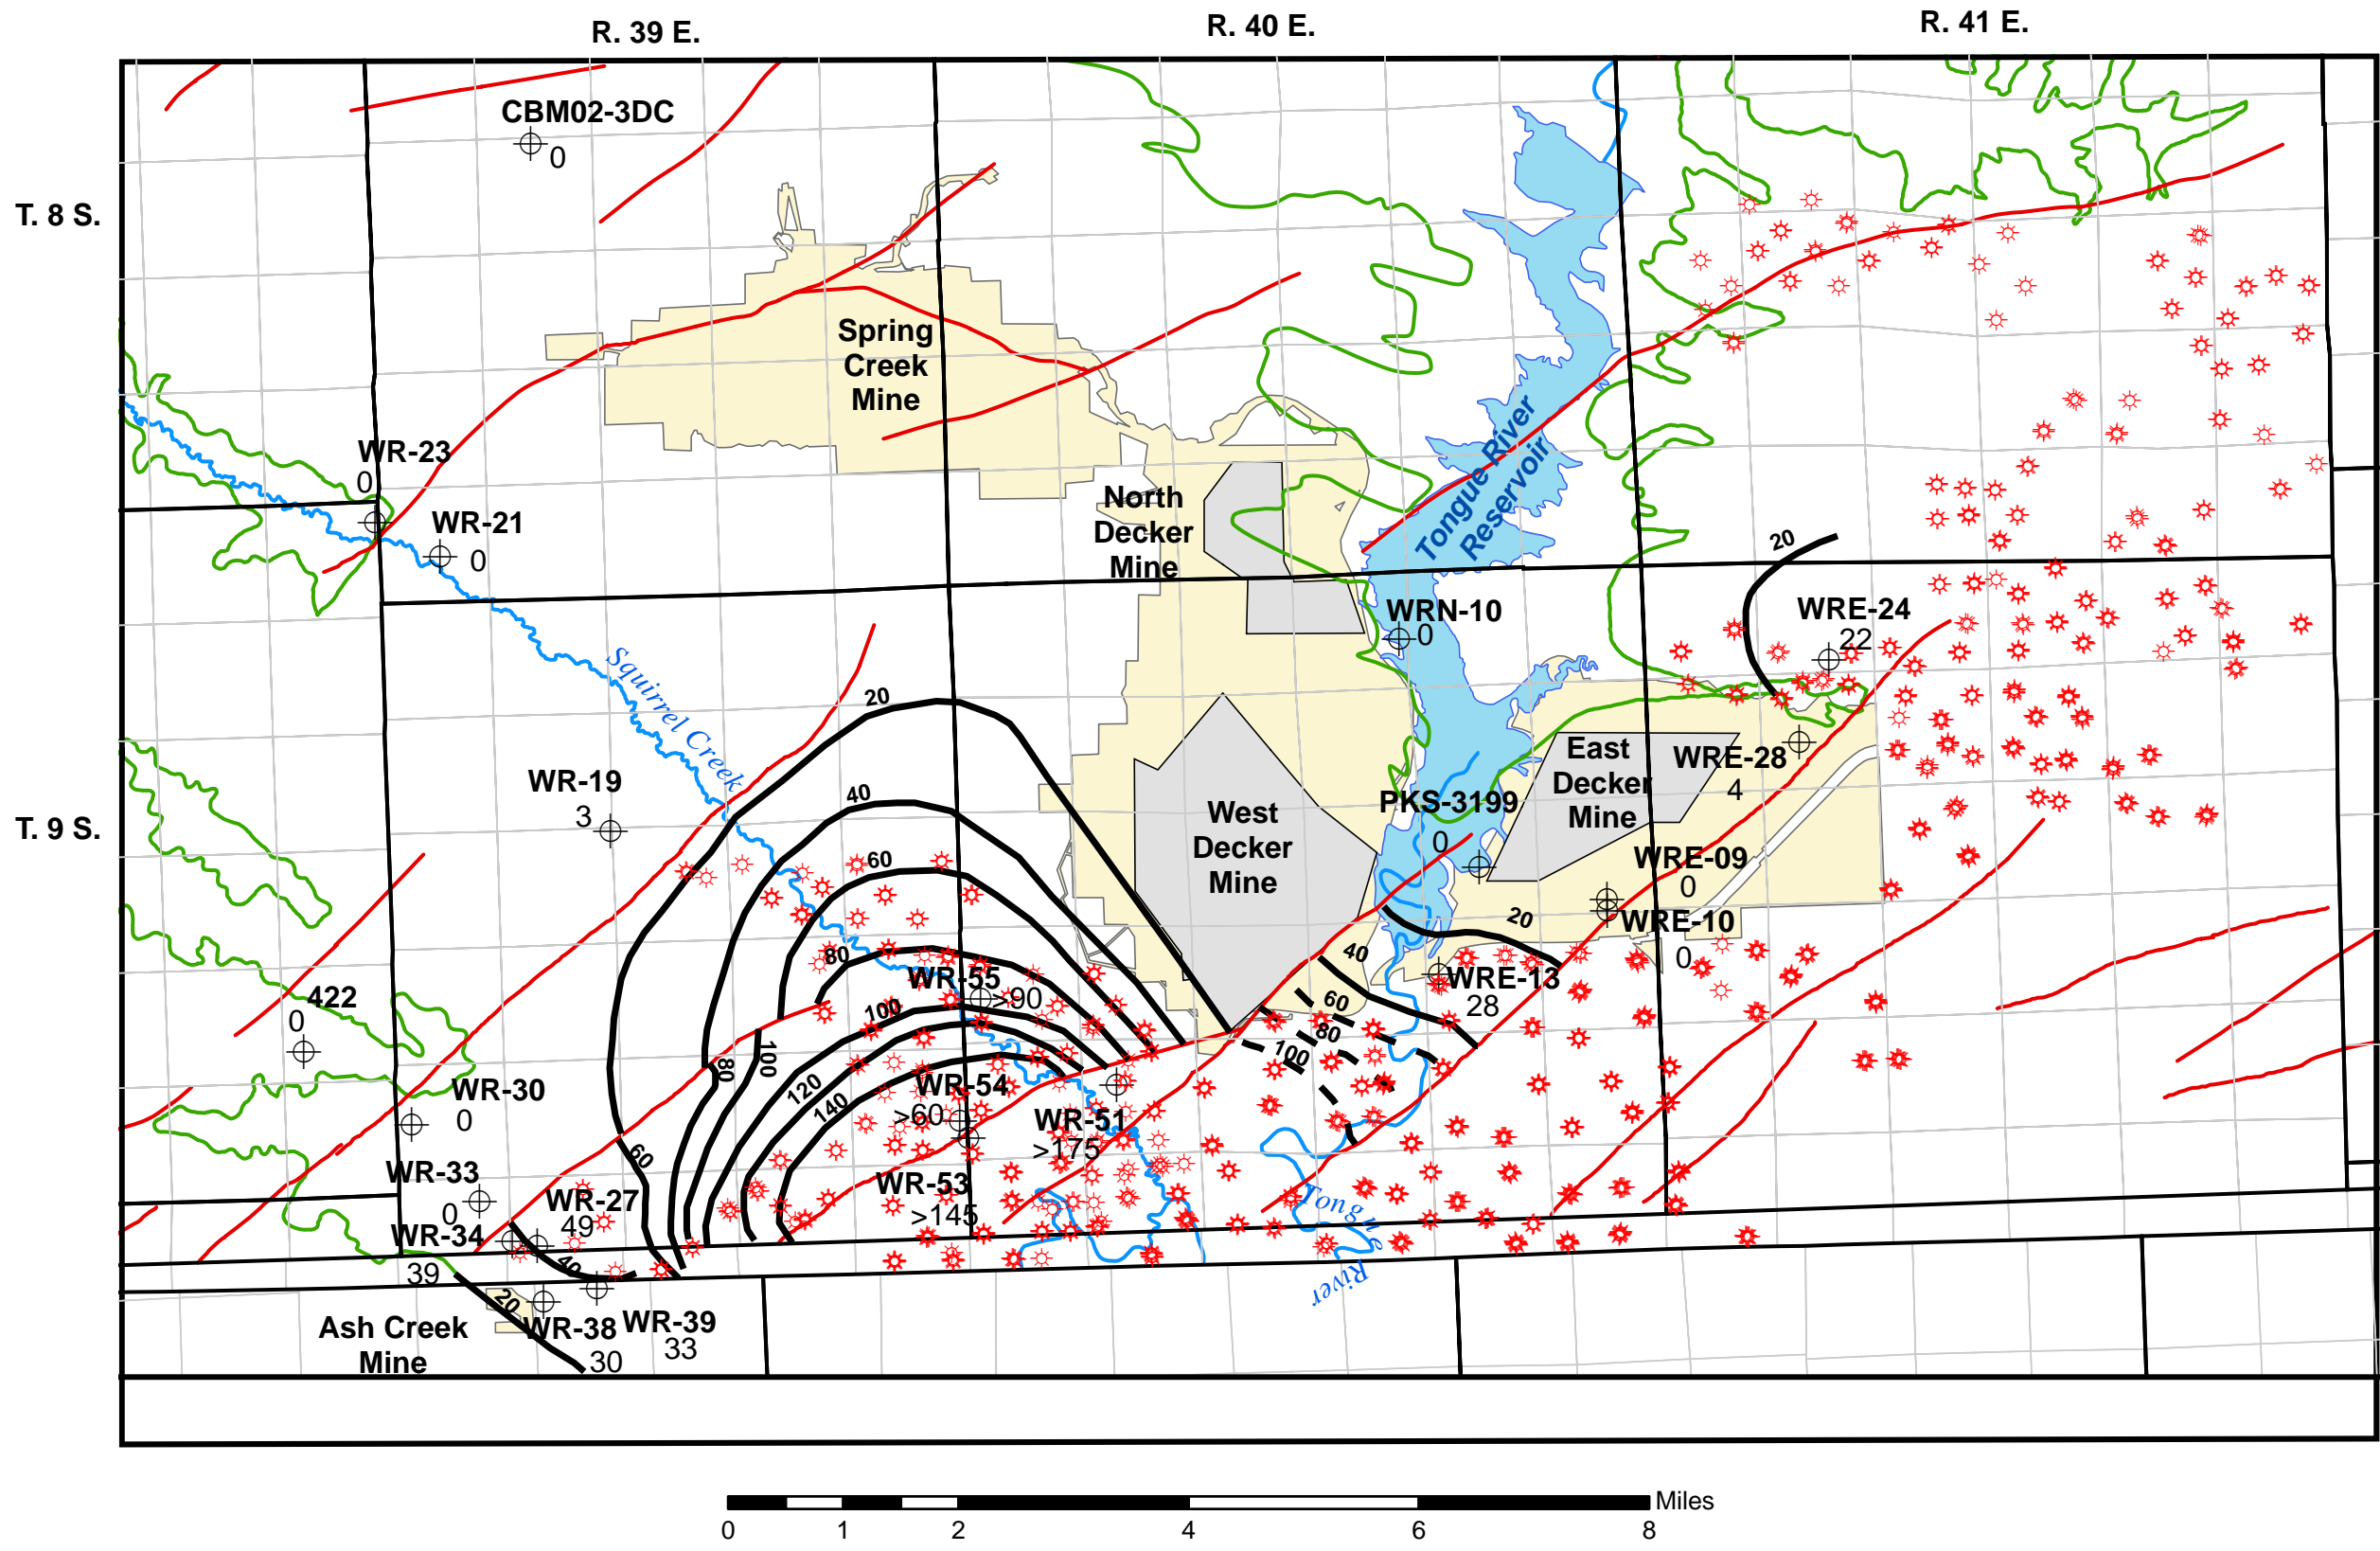 R. 39 E.
R. 40 E.
R. 41 E.
CBM02-3DC
0
T. 8 S.
Spring
Creek
Mine
WR-23
0
WR-21
0
North
Decker
Mine
Tongue River
Reservoir
20
WRN-10
0
WRE-24
22
Squirrel Creek
20
WR-19
3
40
60
West
Decker
Mine
East
Decker
Mine
WRE-28
4
PKS-3199
0
T. 9 S.
WRE-09
0
WRE-10
0
20
40
80
WR-55
>90
WRE-13
28
422
0
100
60
80
100
80
100
120
140
WR-54
>60
WR-51
>175
WR-30
0
60
WR-33
0
WR-27
49
WR-53
>145
WR-34
39
40
Tongue
River
20
WR-38
30
WR-39
33
Ash Creek
Mine
Miles
0
1
2
4
6
8